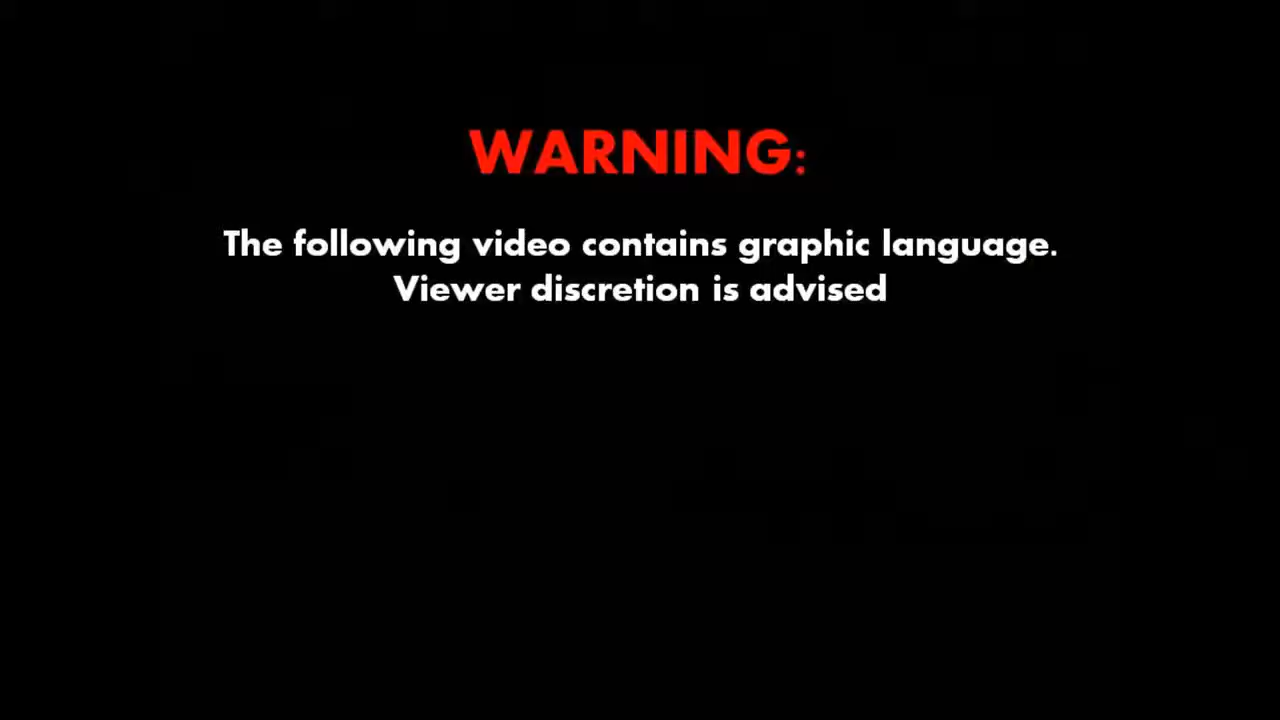 WARNING:
The following video contains graphic language.
Viewer discretion is advised